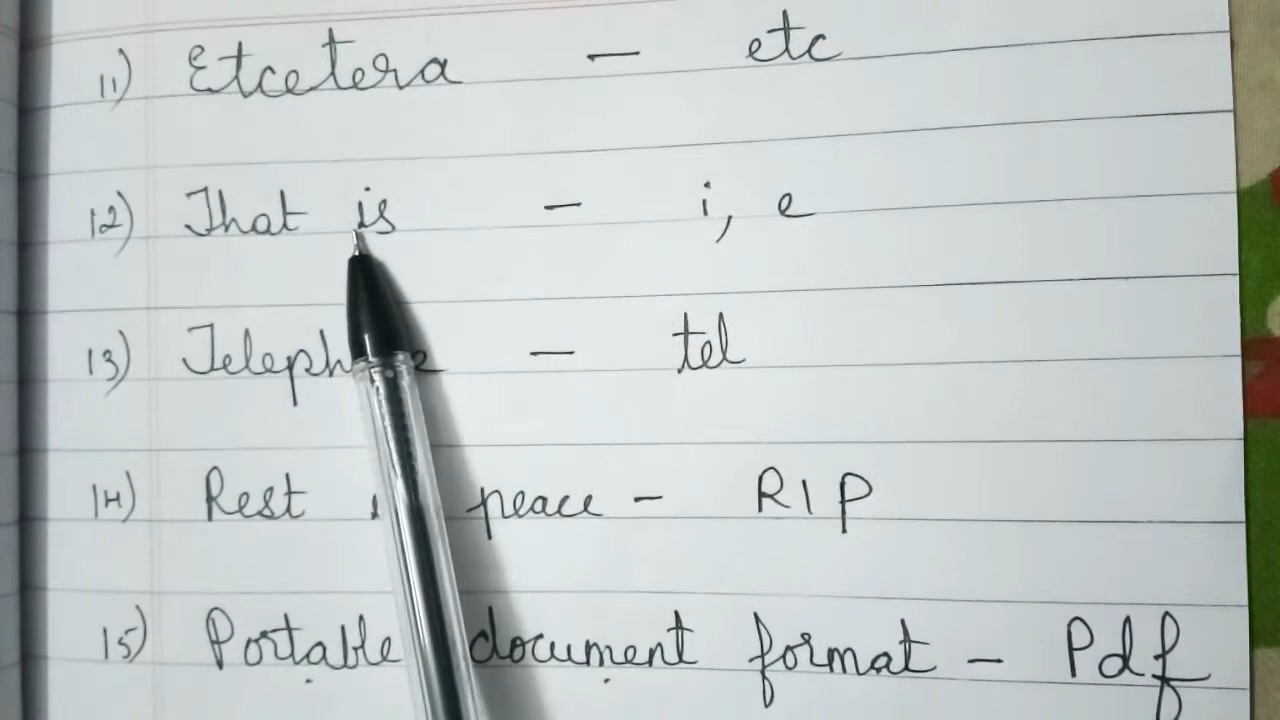 11) Etcetera - etc
12) That is - i, e
13) - tel
14) Rest peace - RIP
15) Portable document format - Pdf